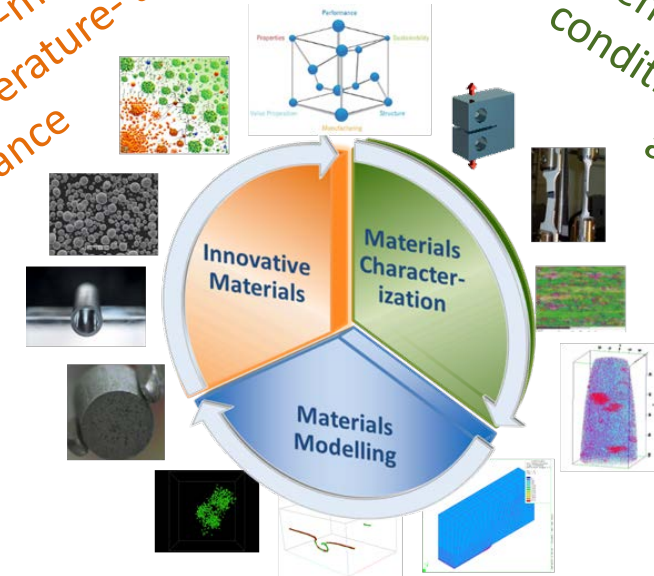 erature-
ance
condit
Performance
Properties
Sustainability
Value Proposition
Structure
Manufacturing
Innovative
Materials
Materials
Character-
ization
Materials
Modelling